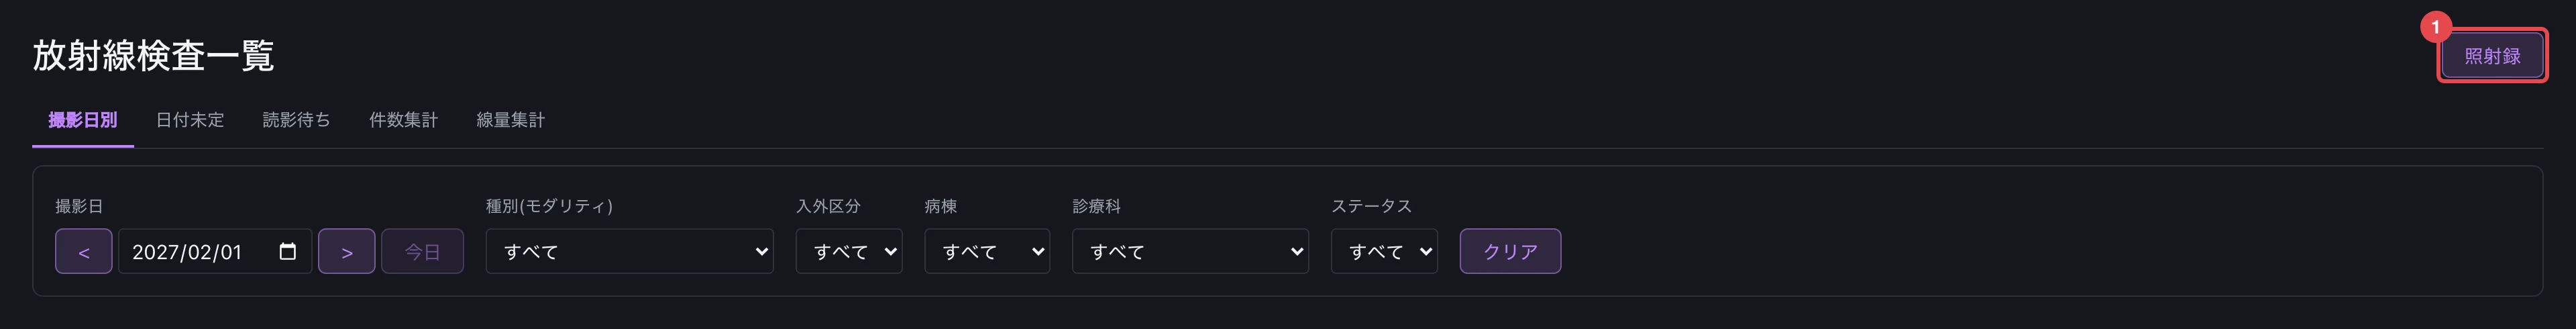 放射線検査一覧
1
照射録
撮影日別 日付未定 読影待ち 件数集計 線量集計
撮影日 種別(モダリティ) 入外区分 病棟 診療科 ステータス
< 2027/02/01 > 今日 すべて すべて すべて すべて すべて クリア